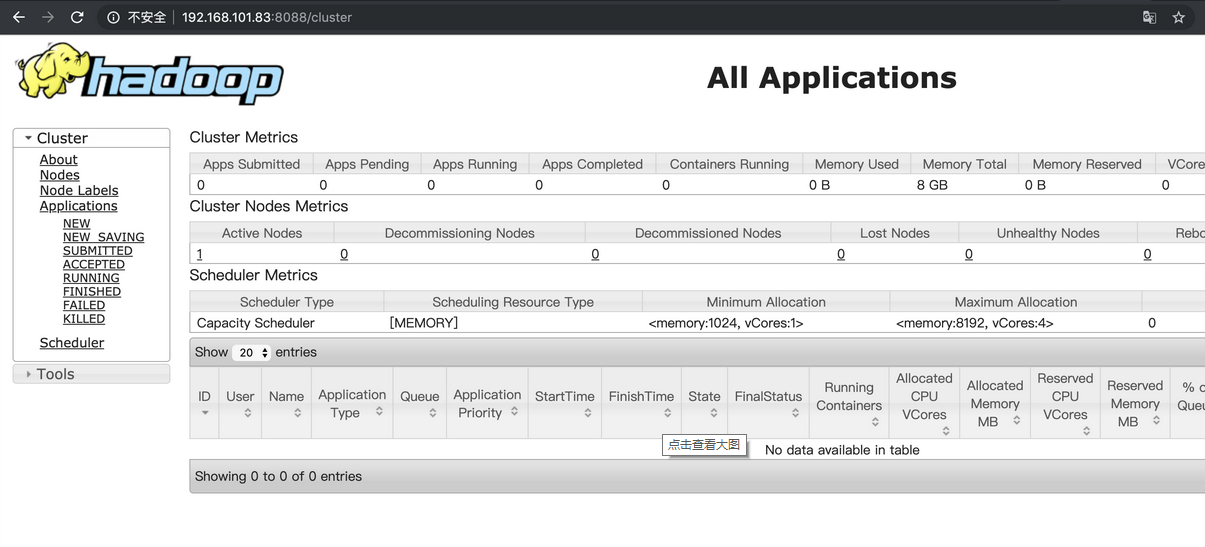 不安全 192.168.101.83:8088/cluster
hadoop
All Applications
Cluster
About
Nodes
Node Labels
Applications
NEW
NEW_SAVING
SUBMITTED
ACCEPTED
RUNNING
FINISHED
FAILED
KILLED
Scheduler
Tools
Cluster Metrics
Apps Submitted Apps Pending Apps Running Apps Completed Containers Running Memory Used Memory Total Memory Reserved VCore
0 0 0 0 0 0 B 8 GB 0 B 0
Cluster Nodes Metrics
Active Nodes Decommissioning Nodes Decommissioned Nodes Lost Nodes Unhealthy Nodes Rebo
1 0 0 0 0 0
Scheduler Metrics
Scheduler Type Scheduling Resource Type Minimum Allocation Maximum Allocation
Capacity Scheduler [MEMORY] <memory:1024, vCores:1> <memory:8192, vCores:4> 0
Show 20 entries
ID User Name Application Type Queue Application Priority StartTime FinishTime State FinalStatus Running Containers Allocated CPU VCores Allocated Memory MB Reserved CPU VCores Reserved Memory MB % o Queu
点击查看大图
No data available in table
Showing 0 to 0 of 0 entries